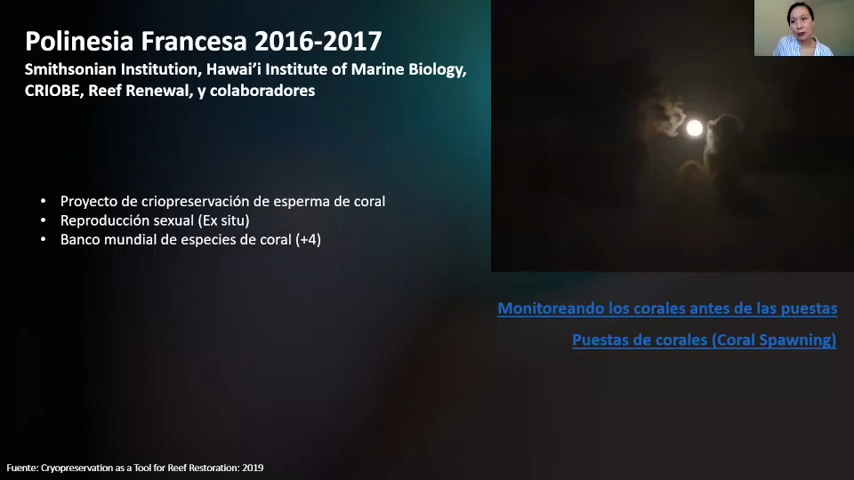 Polinesia Francesa 2016-2017
Smithsonian Institution, Hawai’i Institute of Marine Biology,
CRIOBE, Reef Renewal, y colaboradores
• Proyecto de criopreservación de esperma de coral
• Reproducción sexual (Ex situ)
• Banco mundial de especies de coral (+4)
Monitoreando los corales antes de las puestas
Puestas de corales (Coral Spawning)
Fuente: Cryopreservation as a Tool for Reef Restoration: 2019